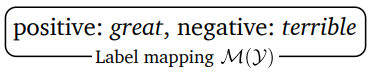 positive: great, negative: terrible
Label mapping 𝓜(𝓨)